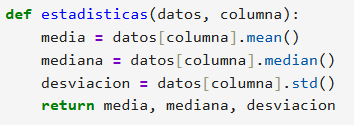 def estadisticas(datos, columna):
    media = datos[columna].mean()
    mediana = datos[columna].median()
    desviacion = datos[columna].std()
    return media, mediana, desviacion